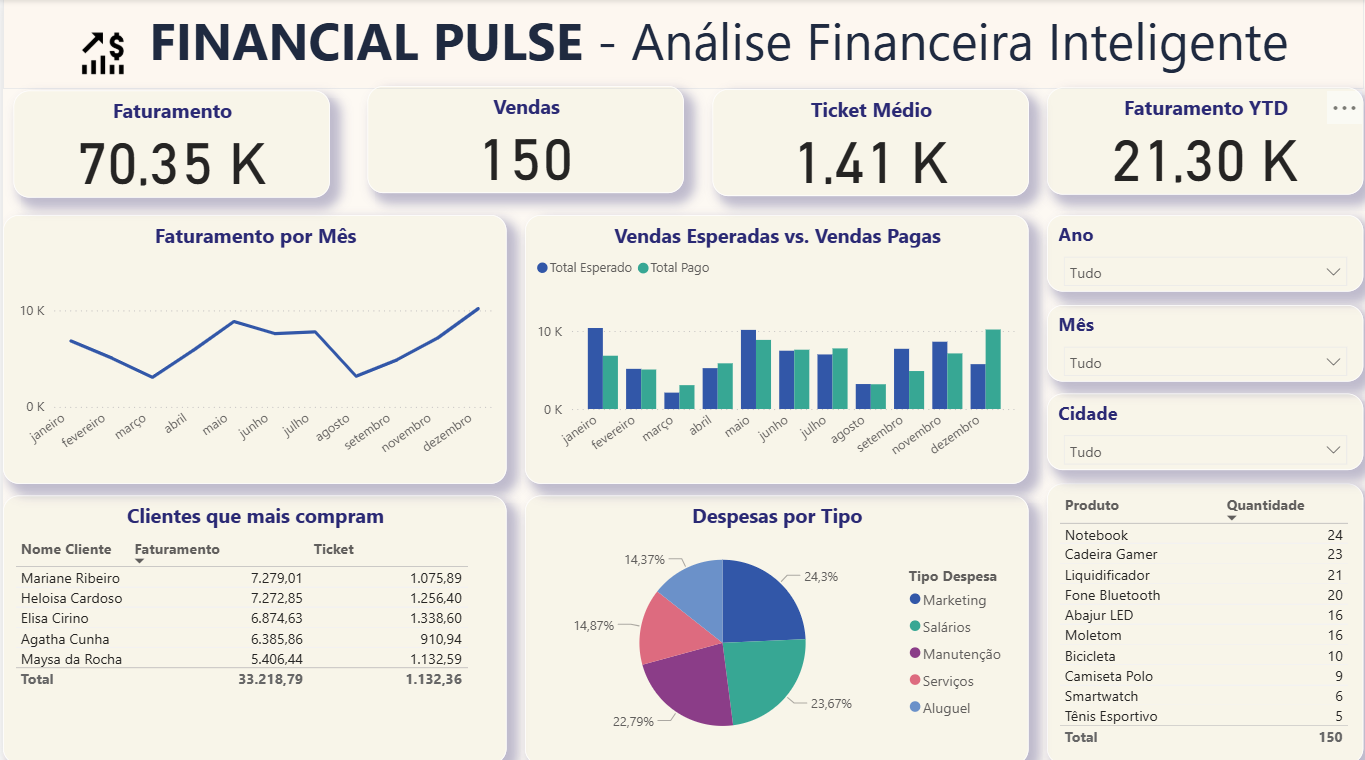 FINANCIAL PULSE - Análise Financeira Inteligente
Faturamento
70.35 K
Vendas
150
Ticket Médio
1.41 K
Faturamento YTD
21.30 K
Faturamento por Mês
10 K
0 K
janeiro
fevereiro
março
abril
maio
junho
julho
agosto
setembro
novembro
dezembro
Vendas Esperadas vs. Vendas Pagas
Total Esperado Total Pago
10 K
0 K
janeiro
fevereiro
março
abril
maio
junho
julho
agosto
setembro
novembro
dezembro
Ano
Tudo
Mês
Tudo
Cidade
Tudo
Clientes que mais compram
Nome Cliente Faturamento Ticket
Mariane Ribeiro 7.279,01 1.075,89
Heloisa Cardoso 7.272,85 1.256,40
Elisa Cirino 6.874,63 1.338,60
Agatha Cunha 6.385,86 910,94
Maysa da Rocha 5.406,44 1.132,59
Total 33.218,79 1.132,36
Despesas por Tipo
14,37%
24,3%
14,87%
23,67%
22,79%
Tipo Despesa
Marketing
Salários
Manutenção
Serviços
Aluguel
Produto Quantidade
Notebook 24
Cadeira Gamer 23
Liquidificador 21
Fone Bluetooth 20
Abajur LED 16
Moletom 16
Bicicleta 10
Camiseta Polo 9
Smartwatch 6
Tênis Esportivo 5
Total 150